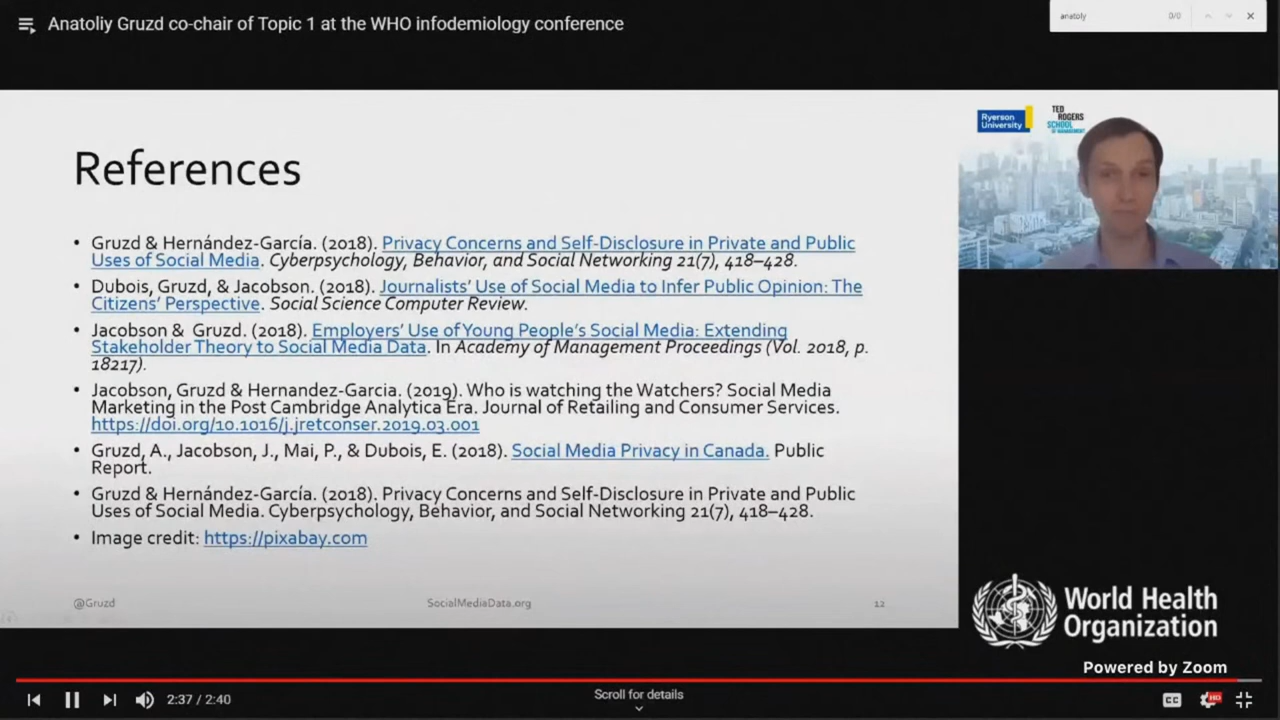 Anatoliy Gruzd co-chair of Topic 1 at the WHO infodemiology conference
anatoly 0/0
Ryerson
University
TED
ROGERS
SCHOOL
OF MANAGEMENT
References
• Gruzd & Hernández-García. (2018). Privacy Concerns and Self-Disclosure in Private and Public
Uses of Social Media. Cyberpsychology, Behavior, and Social Networking 21(7), 418–428.
• Dubois, Gruzd, & Jacobson. (2018). Journalists’ Use of Social Media to Infer Public Opinion: The
Citizens’ Perspective. Social Science Computer Review.
• Jacobson & Gruzd. (2018). Employers’ Use of Young People’s Social Media: Extending
Stakeholder Theory to Social Media Data. In Academy of Management Proceedings (Vol. 2018, p.
18217).
• Jacobson, Gruzd & Hernandez-Garcia. (2019). Who is watching the Watchers? Social Media
Marketing in the Post Cambridge Analytica Era. Journal of Retailing and Consumer Services.
https://doi.org/10.1016/j.jretconser.2019.03.001
• Gruzd, A., Jacobson, J., Mai, P., & Dubois, E. (2018). Social Media Privacy in Canada. Public
Report.
• Gruzd & Hernández-García. (2018). Privacy Concerns and Self-Disclosure in Private and Public
Uses of Social Media. Cyberpsychology, Behavior, and Social Networking 21(7), 418–428.
• Image credit: https://pixabay.com
@Gruzd SocialMediaData.org 12
World Health
Organization
Powered by Zoom
2:37 / 2:40
Scroll for details
CC
HD